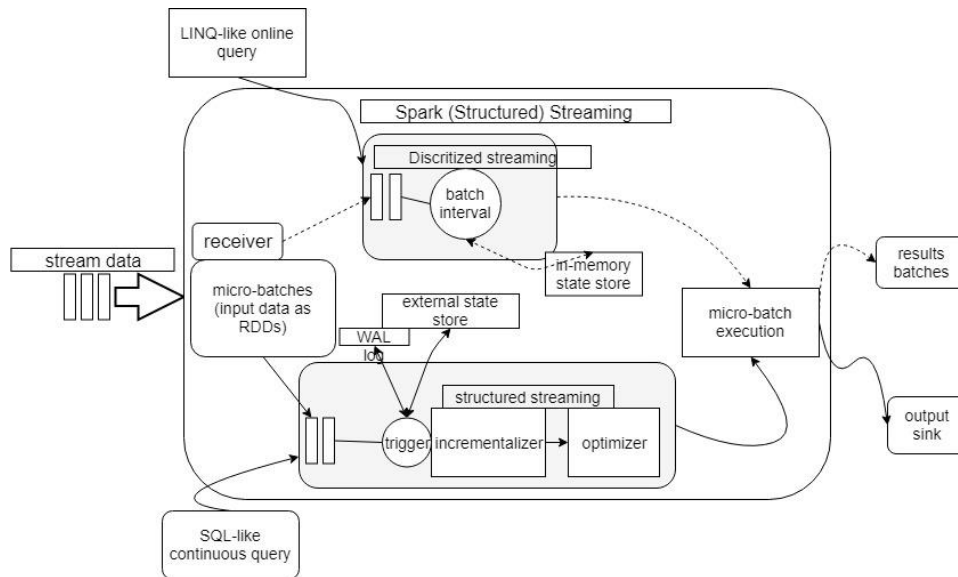 LINQ-like online
query
Spark (Structured) Streaming
Discritized streaming
batch
interval
receiver
stream data
in-memory
state store
results
batches
micro-batches
(input data as
RDDs)
external state
store
micro-batch
execution
WAL
log
structured streaming
trigger
incrementalizer
optimizer
output
sink
SQL-like
continuous query